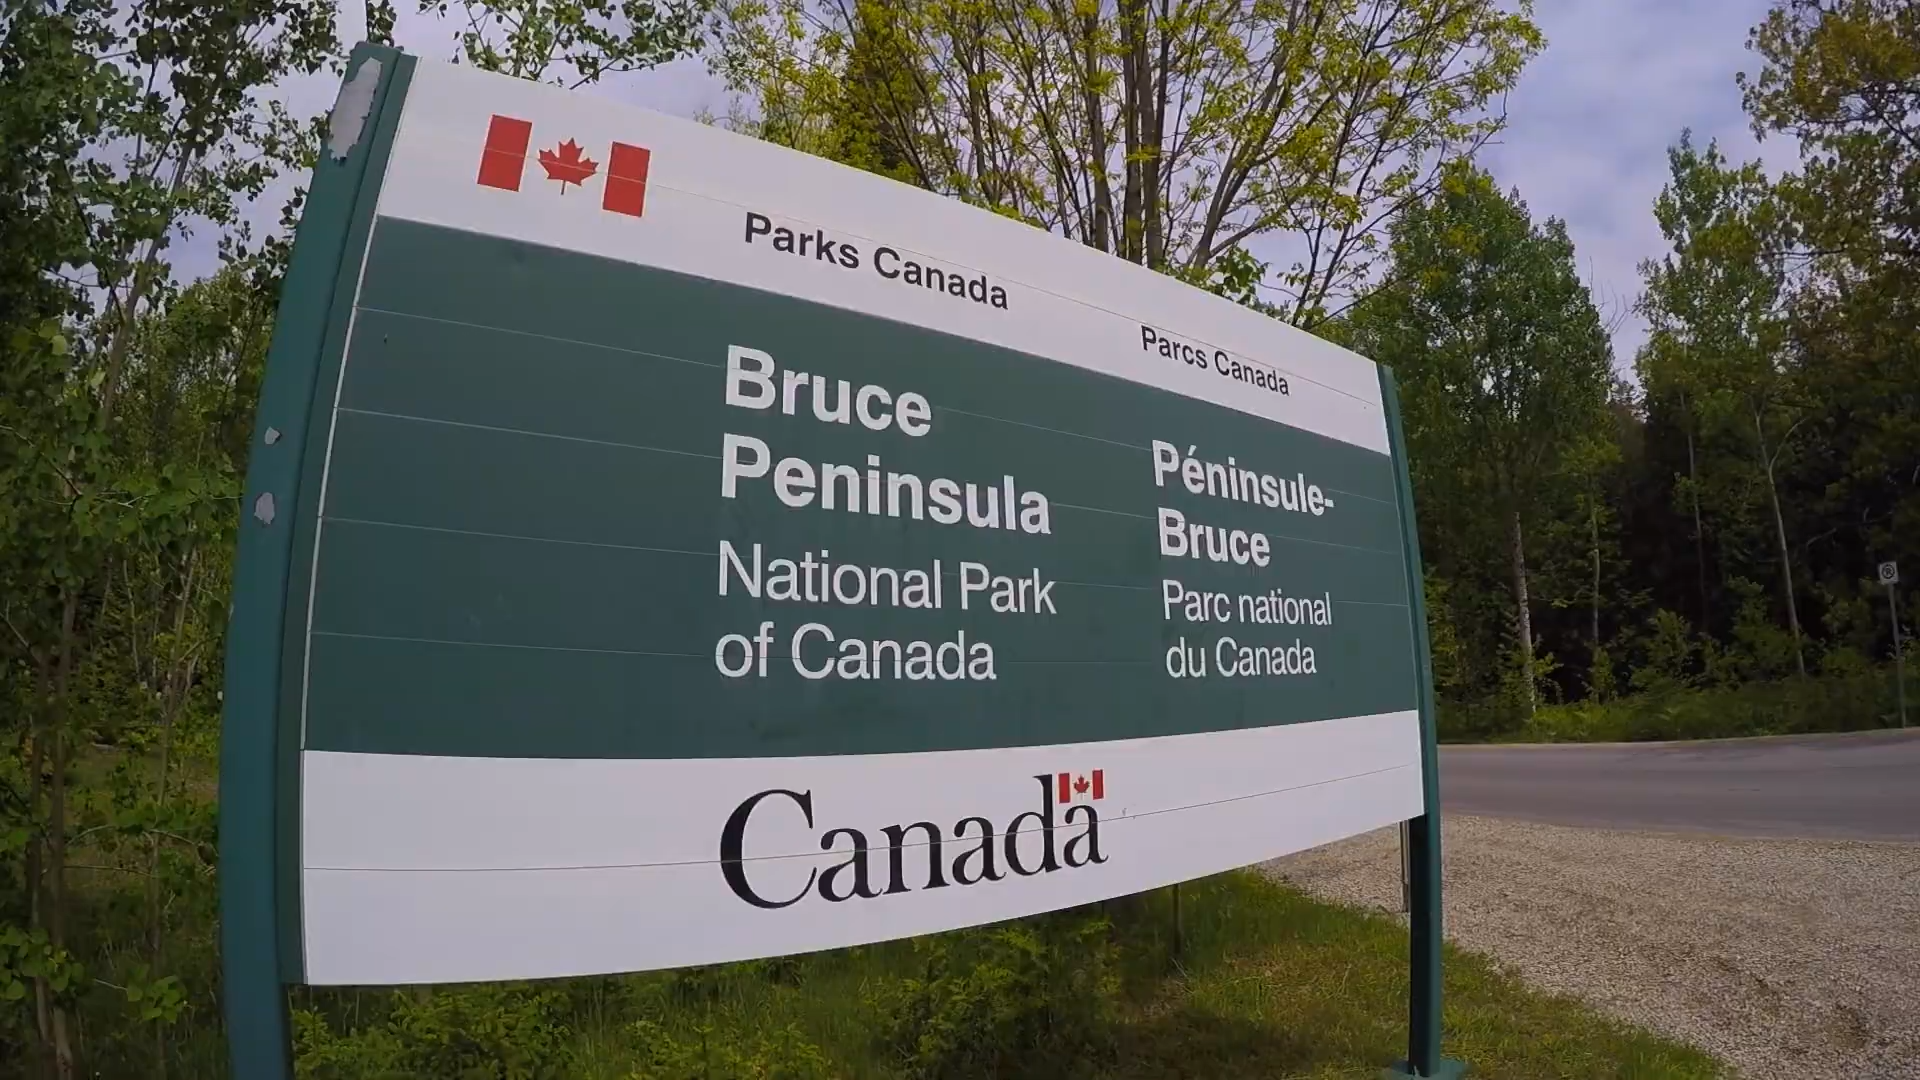 Parks Canada
Parcs Canada
Bruce
Peninsula
National Park
of Canada
Péninsule-
Bruce
Parc national
du Canada
Canada